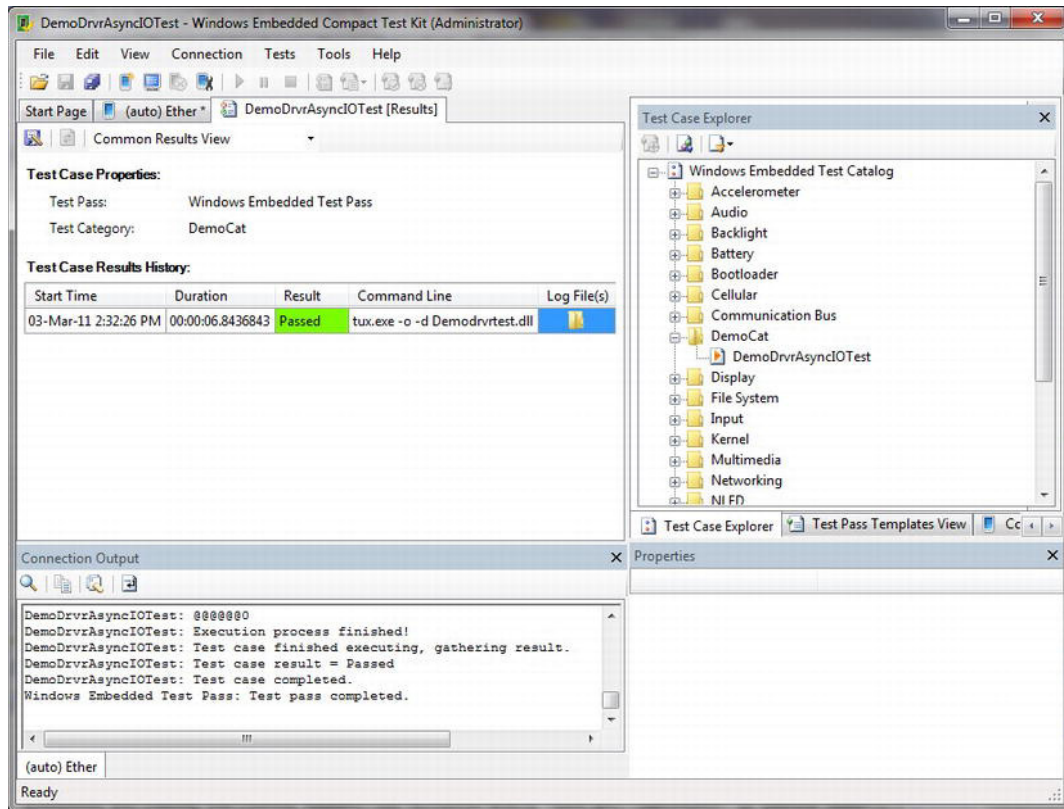 DemoDrvrAsyncIOTest - Windows Embedded Compact Test Kit (Administrator)
File Edit View Connection Tests Tools Help
Start Page (auto) Ether * DemoDrvrAsyncIOTest [Results]
Common Results View
Test Case Properties:
Test Pass: Windows Embedded Test Pass
Test Category: DemoCat
Test Case Results History:
Start Time Duration Result Command Line Log File(s)
03-Mar-11 2:32:26 PM 00:00:06.8436843 Passed tux.exe -o -d Demodrvrtest.dll
Test Case Explorer
Windows Embedded Test Catalog
Accelerometer
Audio
Backlight
Battery
Bootloader
Cellular
Communication Bus
DemoCat
DemoDrvrAsyncIOTest
Display
File System
Input
Kernel
Multimedia
Networking
NLED
Test Case Explorer Test Pass Templates View Cc
Connection Output
DemoDrvrAsyncIOTest: @@@@@@0
DemoDrvrAsyncIOTest: Execution process finished!
DemoDrvrAsyncIOTest: Test case finished executing, gathering result.
DemoDrvrAsyncIOTest: Test case result = Passed
DemoDrvrAsyncIOTest: Test case completed.
Windows Embedded Test Pass: Test pass completed.
(auto) Ether
Properties
Ready